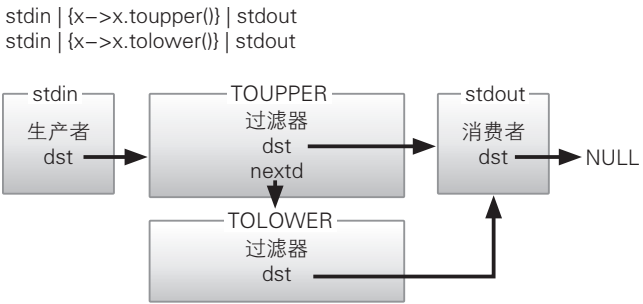 stdin | {x–>x.toupper()} | stdout
stdin | {x–>x.tolower()} | stdout
stdin
生产者
dst
TOUPPER
过滤器
dst
nextd
stdout
消费者
dst
NULL
TOLOWER
过滤器
dst